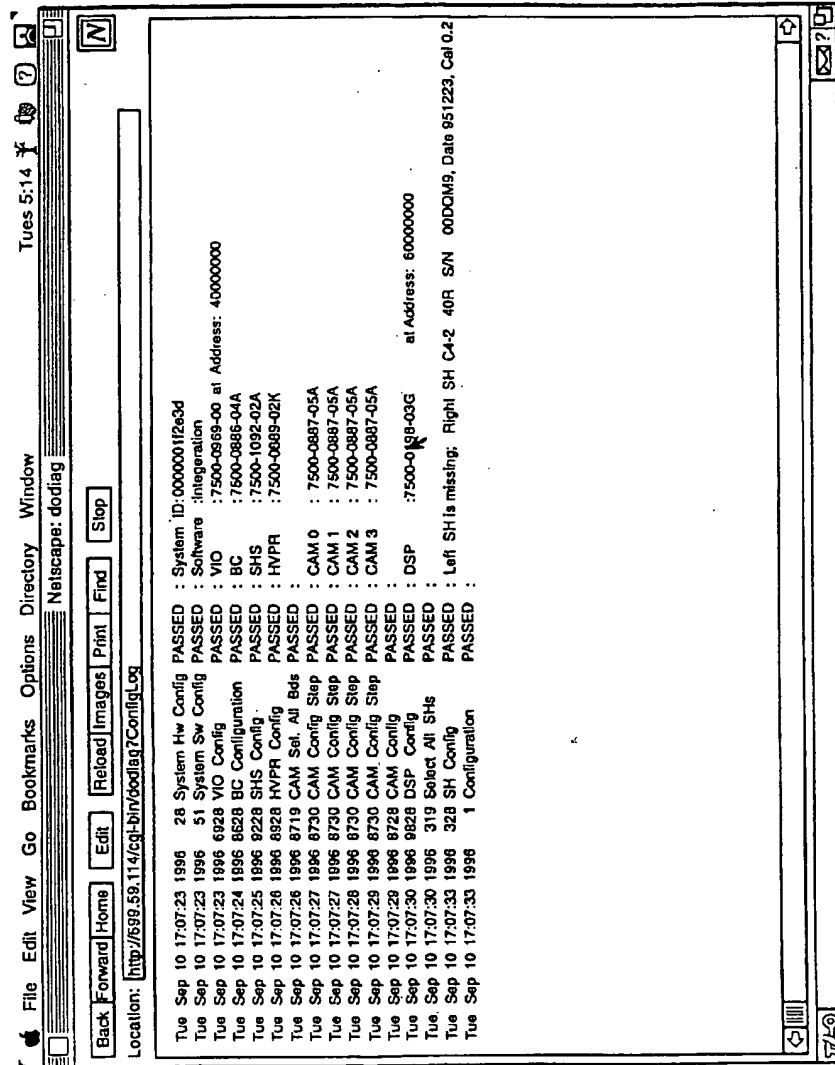 File Edit View Go Bookmarks Options Directory Window Tues 5:14 ?
Netscape: dodiag
Back Forward Home Edit Reload Images Print Find Stop N
Location: http://699.59.114/cgi-bin/dodiag?ConfigLog
Tue Sep 10 17:07:23 1996 28 System Hw Config PASSED : System ID:0000001f2e3d
Tue Sep 10 17:07:23 1996 51 System Sw Config PASSED : Software :Integeration
Tue Sep 10 17:07:23 1996 6928 VIO Config PASSED : VIO :7500-0969-00 at Address: 40000000
Tue Sep 10 17:07:24 1996 8628 BC Configuration PASSED : BC :7500-0886-04A
Tue Sep 10 17:07:25 1996 9228 SHS Config. PASSED : SHS :7500-1092-02A
Tue Sep 10 17:07:26 1996 8928 HVPR Config PASSED : HVPR :7500-0689-02K
Tue Sep 10 17:07:26 1996 8719 CAM Sel. All Bds PASSED :
Tue Sep 10 17:07:27 1996 8730 CAM Config Step PASSED : CAM 0 : 7500-0887-05A
Tue Sep 10 17:07:27 1996 8730 CAM Config Step PASSED : CAM 1 : 7500-0887-05A
Tue Sep 10 17:07:28 1996 8730 CAM Config Step PASSED : CAM 2 : 7500-0887-05A
Tue Sep 10 17:07:29 1996 8730 CAM Config Step PASSED : CAM 3 : 7500-0887-05A
Tue Sep 10 17:07:29 1996 8728 CAM Config PASSED :
Tue Sep 10 17:07:30 1996 9828 DSP Config PASSED : DSP :7500-0198-03G at Address: 60000000
Tue. Sep 10 17:07:30 1996 319 Select All SHs PASSED :
Tue Sep 10 17:07:33 1996 328 SH Config PASSED : Left SH is missing; Right SH C4-2 40R S/N 00DQM9, Date 951223, Cal 0.2
Tue Sep 10 17:07:33 1996 1 Configuration PASSED :
?